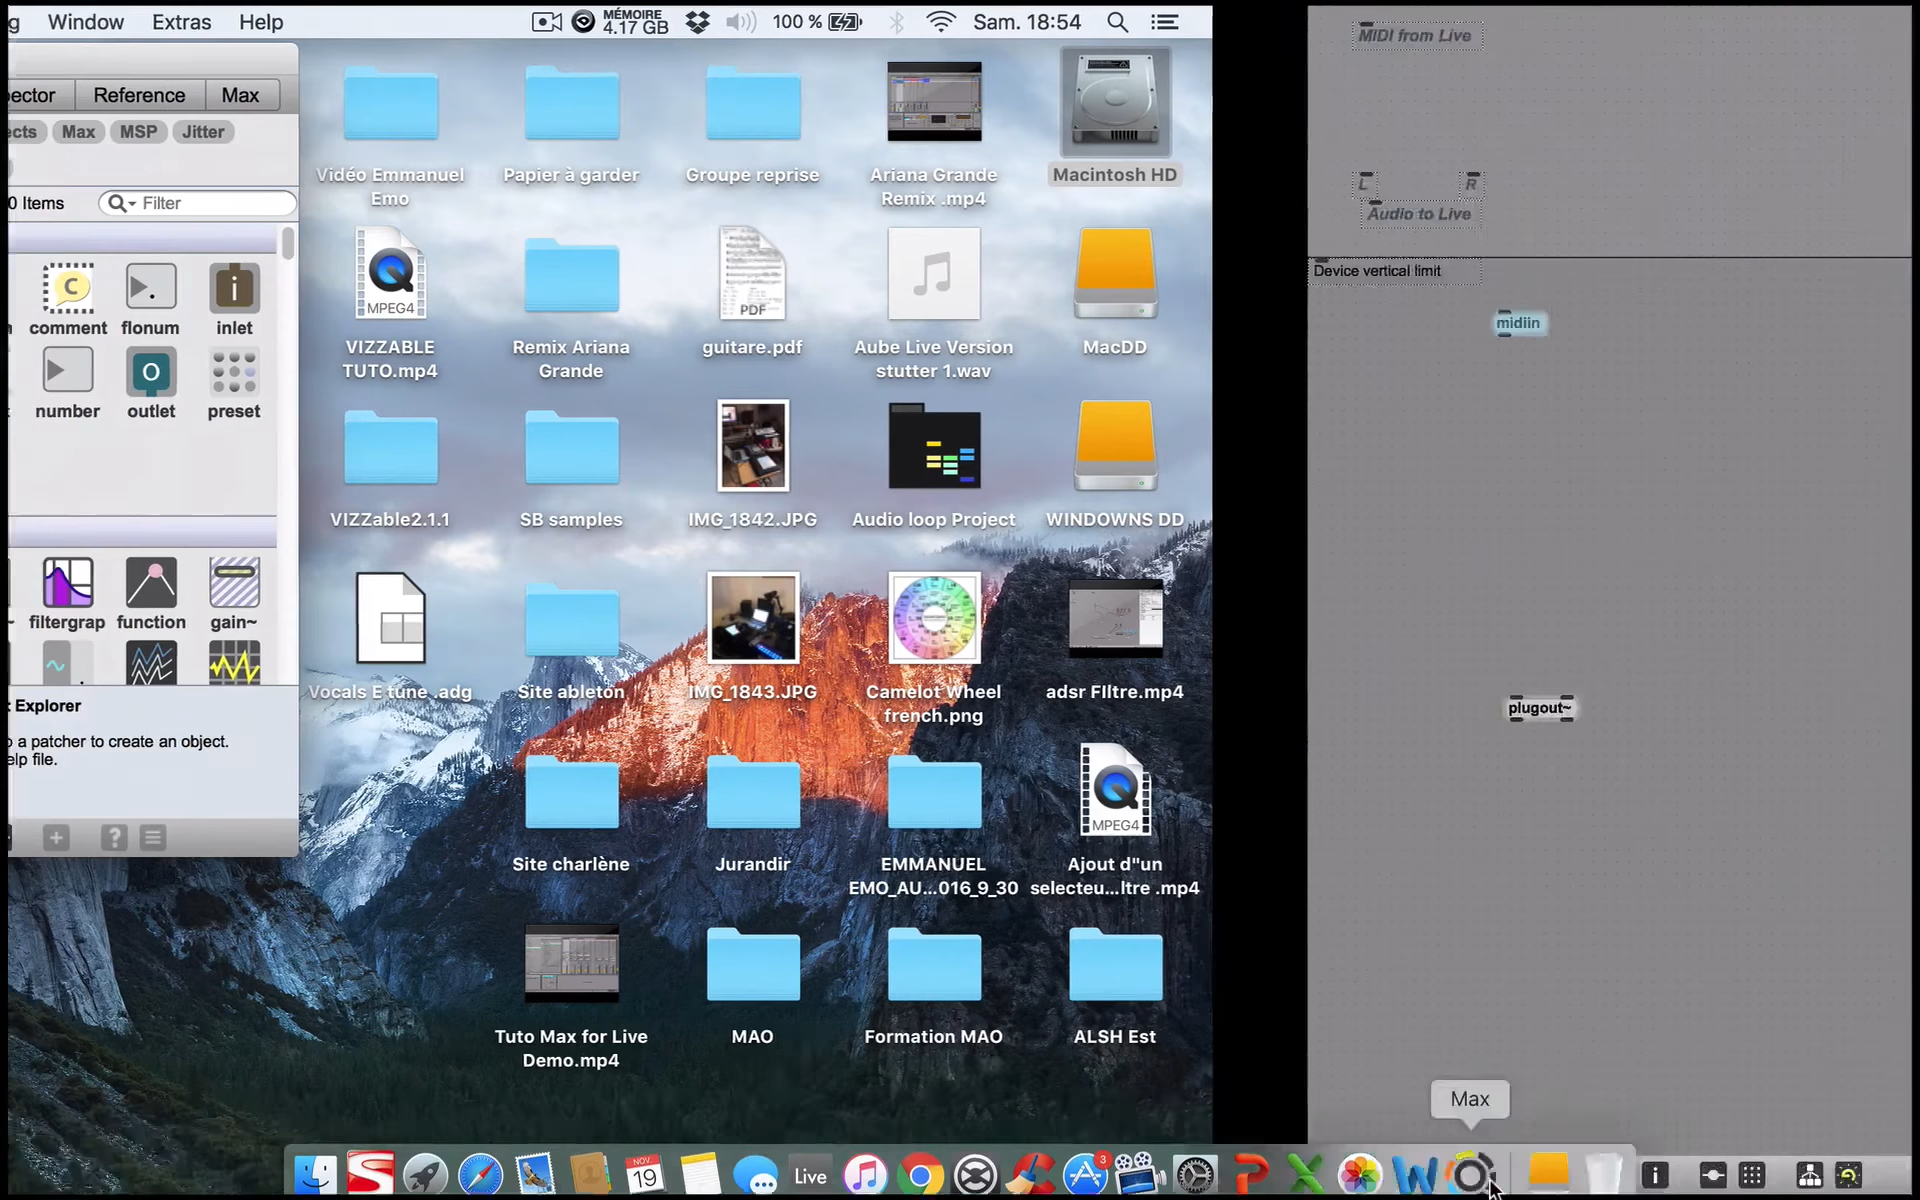 g Window Extras Help
MÉMOIRE
4.17 GB
100 %
Sam. 18:54
pector Reference Max
ects Max MSP Jitter
0 Items
Filter
comment flonum inlet
number outlet preset
filtergrap function gain~
t Explorer
o a patcher to create an object.
elp file.
Vidéo Emmanuel
Emo
Papier à garder
Groupe reprise
Ariana Grande
Remix .mp4
Macintosh HD
MPEG4
VIZZABLE
TUTO.mp4
Remix Ariana
Grande
PDF
guitare.pdf
Aube Live Version
stutter 1.wav
MacDD
VIZZable2.1.1
SB samples
IMG_1842.JPG
Audio loop Project
WINDOWNS DD
Vocals E tune .adg
Site ableton
IMG_1843.JPG
Camelot Wheel
french.png
adsr FIltre.mp4
Site charlène
Jurandir
EMMANUEL
EMO_AU...016_9_30
MPEG4
Ajout d"un
selecteu...ltre .mp4
Tuto Max for Live
Demo.mp4
MAO
Formation MAO
ALSH Est
MIDI from Live
L R
Audio to Live
Device vertical limit
midiin
plugout~
Max
NOV.
19
Live
3